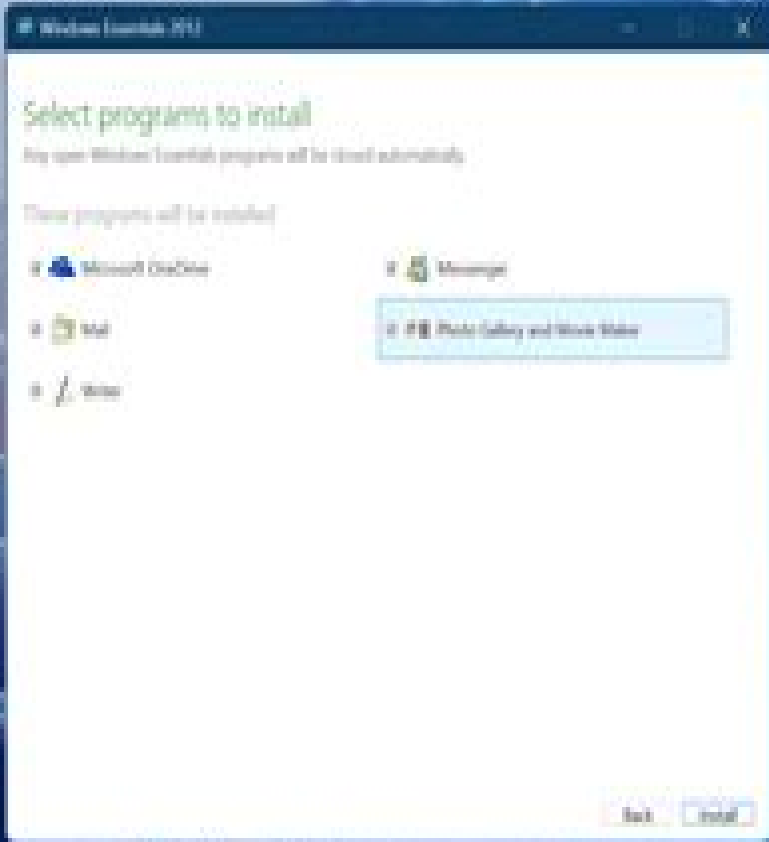 Windows Essentials 2012
Select programs to install
Any open Windows Essentials programs will be closed automatically.
These programs will be installed
Microsoft OneDrive
Messenger
Mail
Photo Gallery and Movie Maker
Writer
Back
Install